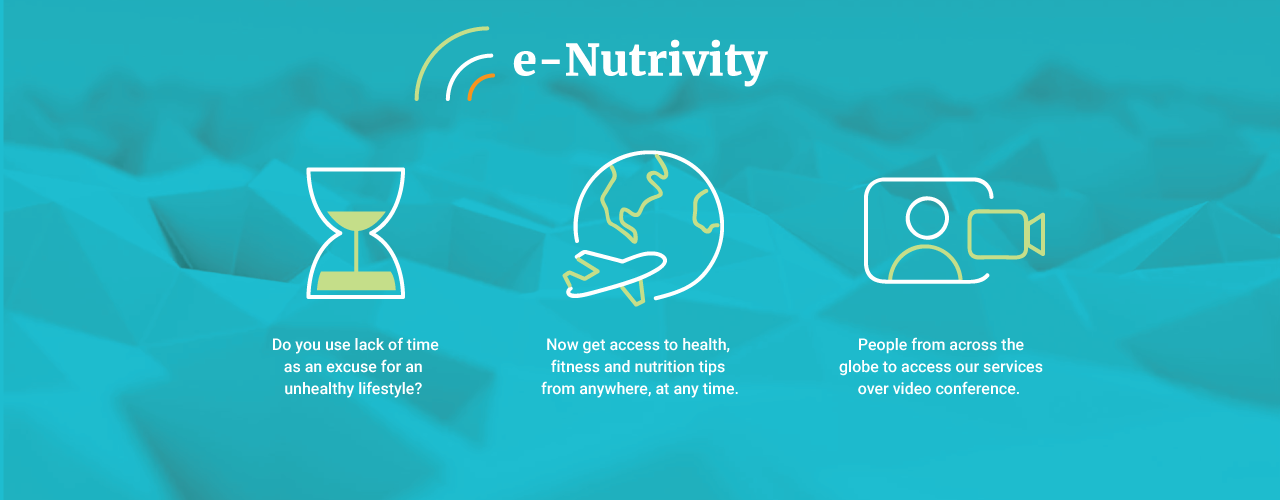 e-Nutrivity
Do you use lack of time
as an excuse for an
unhealthy lifestyle?
Now get access to health,
fitness and nutrition tips
from anywhere, at any time.
People from across the
globe to access our services
over video conference.